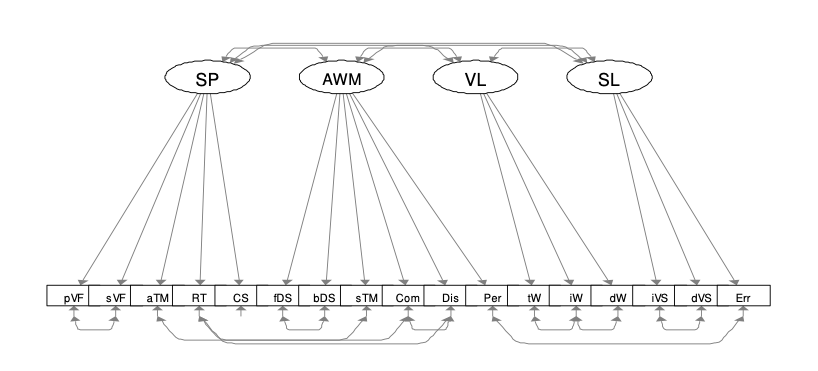 SP AWM VL SL
pVF sVF aTM RT CS fDS bDS sTM Com Dis Per tW iW dW iVS dVS Err